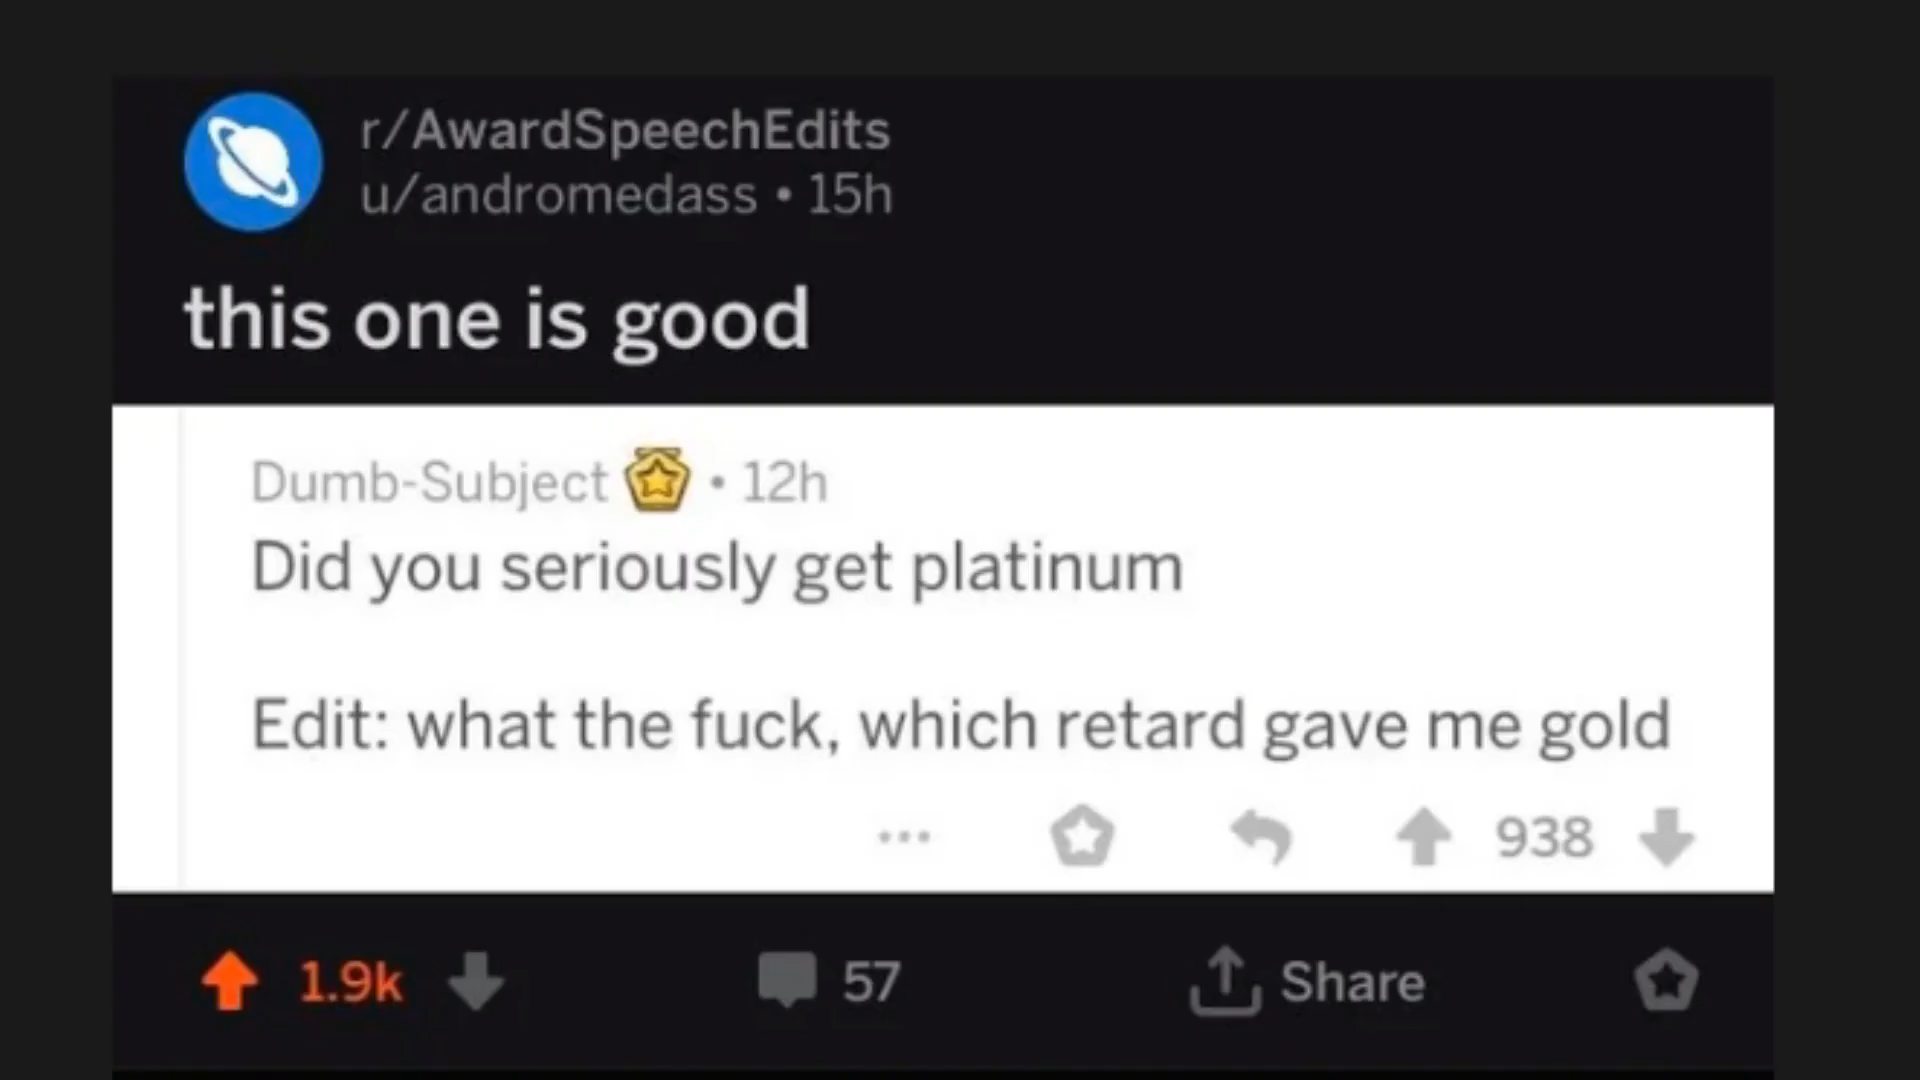 r/AwardSpeechEdits
u/andromedass • 15h
this one is good
Dumb-Subject • 12h
Did you seriously get platinum
Edit: what the fuck, which retard gave me gold
938
1.9k 57 Share